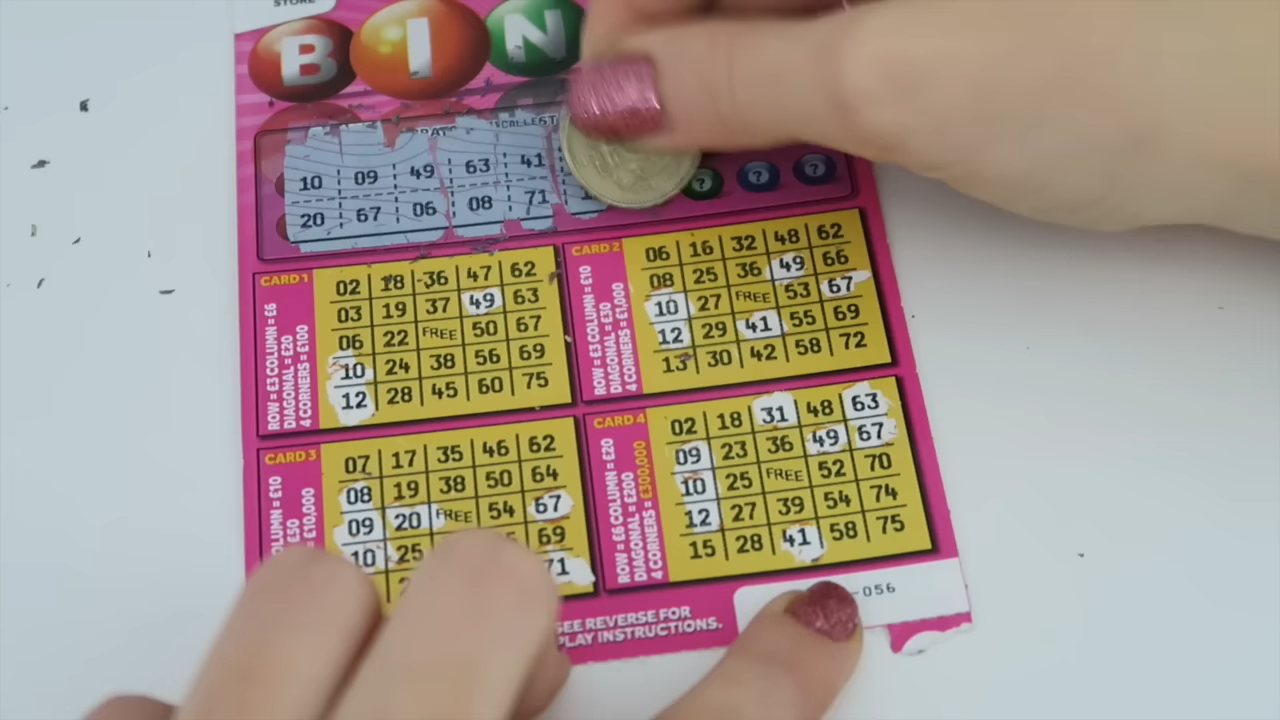 STORE
BIN
10 09 49 63 41
20 67 06 08 71
CARD 1
ROW = £3 COLUMN = £6
DIAGONAL = £20
4 CORNERS = £100
02 18 36 47 62
03 19 37 49 63
06 22 FREE 50 67
10 24 38 56 69
12 28 45 60 75
CARD 2
ROW = £3 COLUMN = £10
DIAGONAL = £30
4 CORNERS = £1,000
06 16 32 48 62
08 25 36 49 66
10 27 FREE 53 67
12 29 41 55 69
13 30 42 58 72
CARD 3
OLUMN = £10
£50
= £10,000
07 17 35 46 62
08 19 38 50 64
09 20 FREE 54 67
10 25 69
71
CARD 4
ROW = £6 COLUMN = £20
DIAGONAL = £200
4 CORNERS = £300,000
02 18 31 48 63
09 23 36 49 67
10 25 FREE 52 70
12 27 39 54 74
15 28 41 58 75
-056
SEE REVERSE FOR
PLAY INSTRUCTIONS.